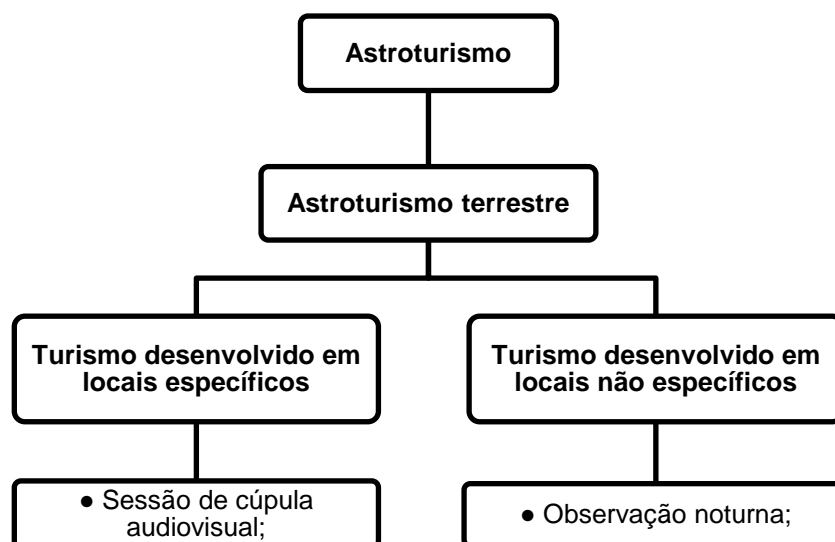 Astroturismo
Astroturismo terrestre
Turismo desenvolvido em
locais específicos
Turismo desenvolvido em
locais não específicos
● Sessão de cúpula
audiovisual;
● Observação noturna;